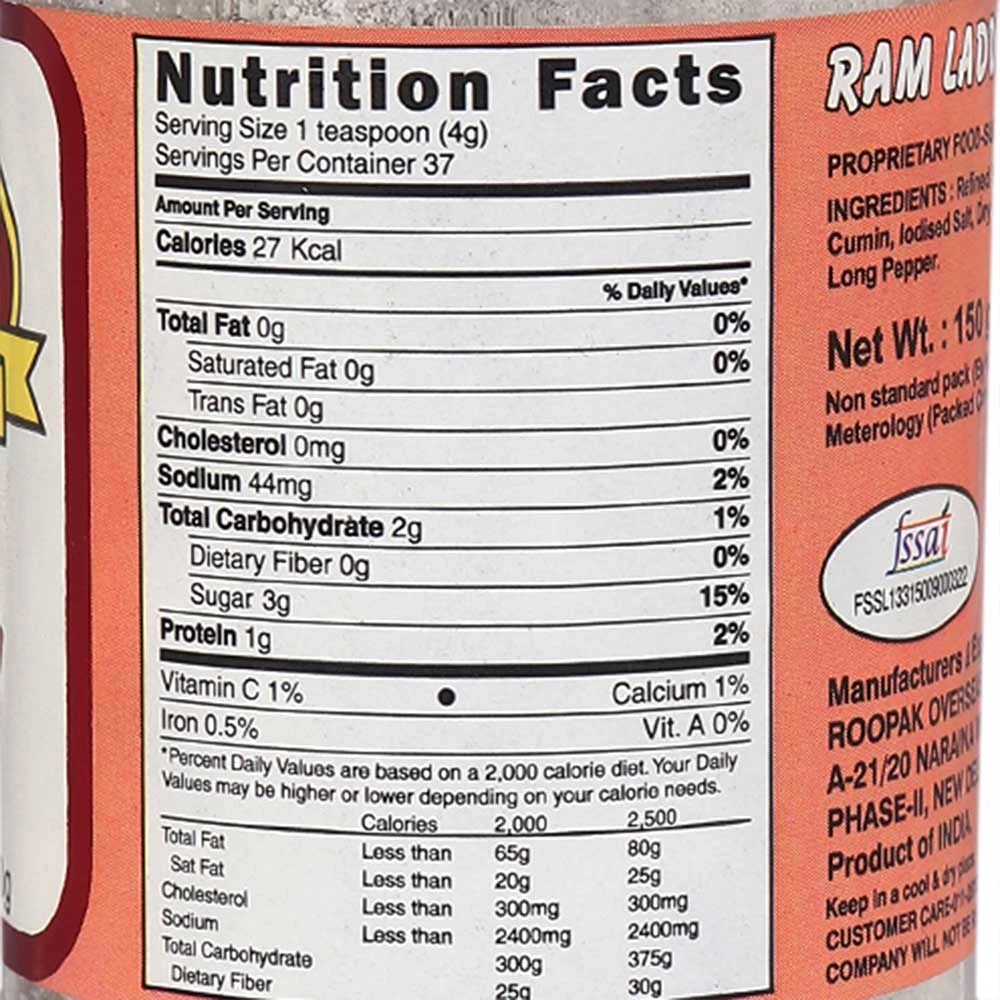 Nutrition Facts
Serving Size 1 teaspoon (4g)
Servings Per Container 37
Amount Per Serving
Calories 27 Kcal
% Daily Values*
Total Fat 0g 0%
Saturated Fat 0g 0%
Trans Fat 0g
Cholesterol 0mg 0%
Sodium 44mg 2%
Total Carbohydrate 2g 1%
Dietary Fiber 0g 0%
Sugar 3g 15%
Protein 1g 2%
Vitamin C 1% ● Calcium 1%
Iron 0.5% Vit. A 0%
*Percent Daily Values are based on a 2,000 calorie diet. Your Daily
Values may be higher or lower depending on your calorie needs.
Calories 2,000 2,500
Total Fat Less than 65g 80g
Sat Fat Less than 20g 25g
Cholesterol Less than 300mg 300mg
Sodium Less than 2400mg 2400mg
Total Carbohydrate 300g 375g
Dietary Fiber 25g 30g
RAM
PROPRIETARY
INGREDIENTS : Refined
Cumin, Iodised Salt, Dry
Long Pepper.
Net Wt. : 150
Non standard pack
Meterology (Packed
fssai
FSSL13315009000322
Manufacturers &
ROOPAK
A-21/20 NARAINA
PHASE-II, NEW
Product of INDIA
Keep in a cool & dry place
CUSTOMER
COMPANY WILL NOT BE